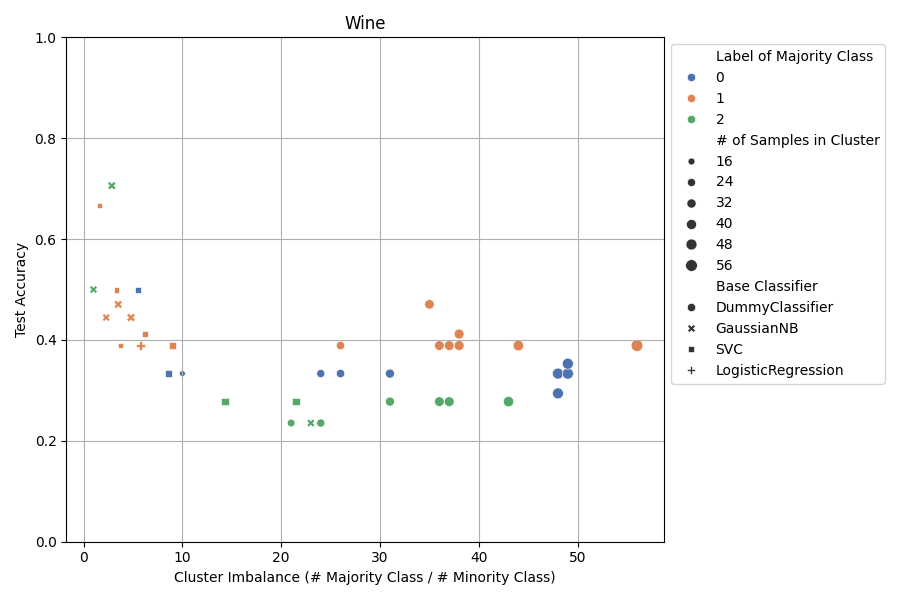 Wine
1.0
0.8
0.6
0.4
0.2
0.0
Test Accuracy
0 10 20 30 40 50
Cluster Imbalance (# Majority Class / # Minority Class)
Label of Majority Class
0
1
2
# of Samples in Cluster
16
24
32
40
48
56
Base Classifier
DummyClassifier
GaussianNB
SVC
LogisticRegression